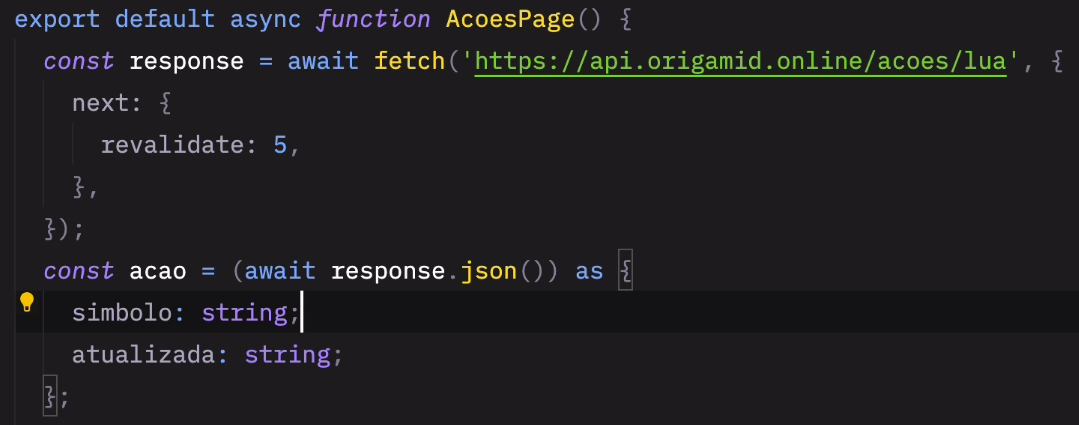 export default async function AcoesPage() {
const response = await fetch('https://api.origamid.online/acoes/lua', {
next: {
revalidate: 5,
},
});
const acao = (await response.json()) as {
simbolo: string;
atualizada: string;
};